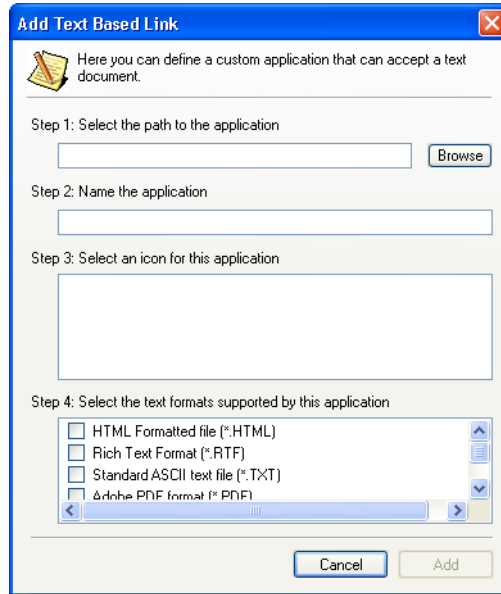 Add Text Based Link
Here you can define a custom application that can accept a text
document.
Step 1: Select the path to the application
Browse
Step 2: Name the application
Step 3: Select an icon for this application
Step 4: Select the text formats supported by this application
HTML Formatted file (*.HTML)
Rich Text Format (*.RTF)
Standard ASCII text file (*.TXT)
Adobe PDF format (*.PDF)
Cancel
Add